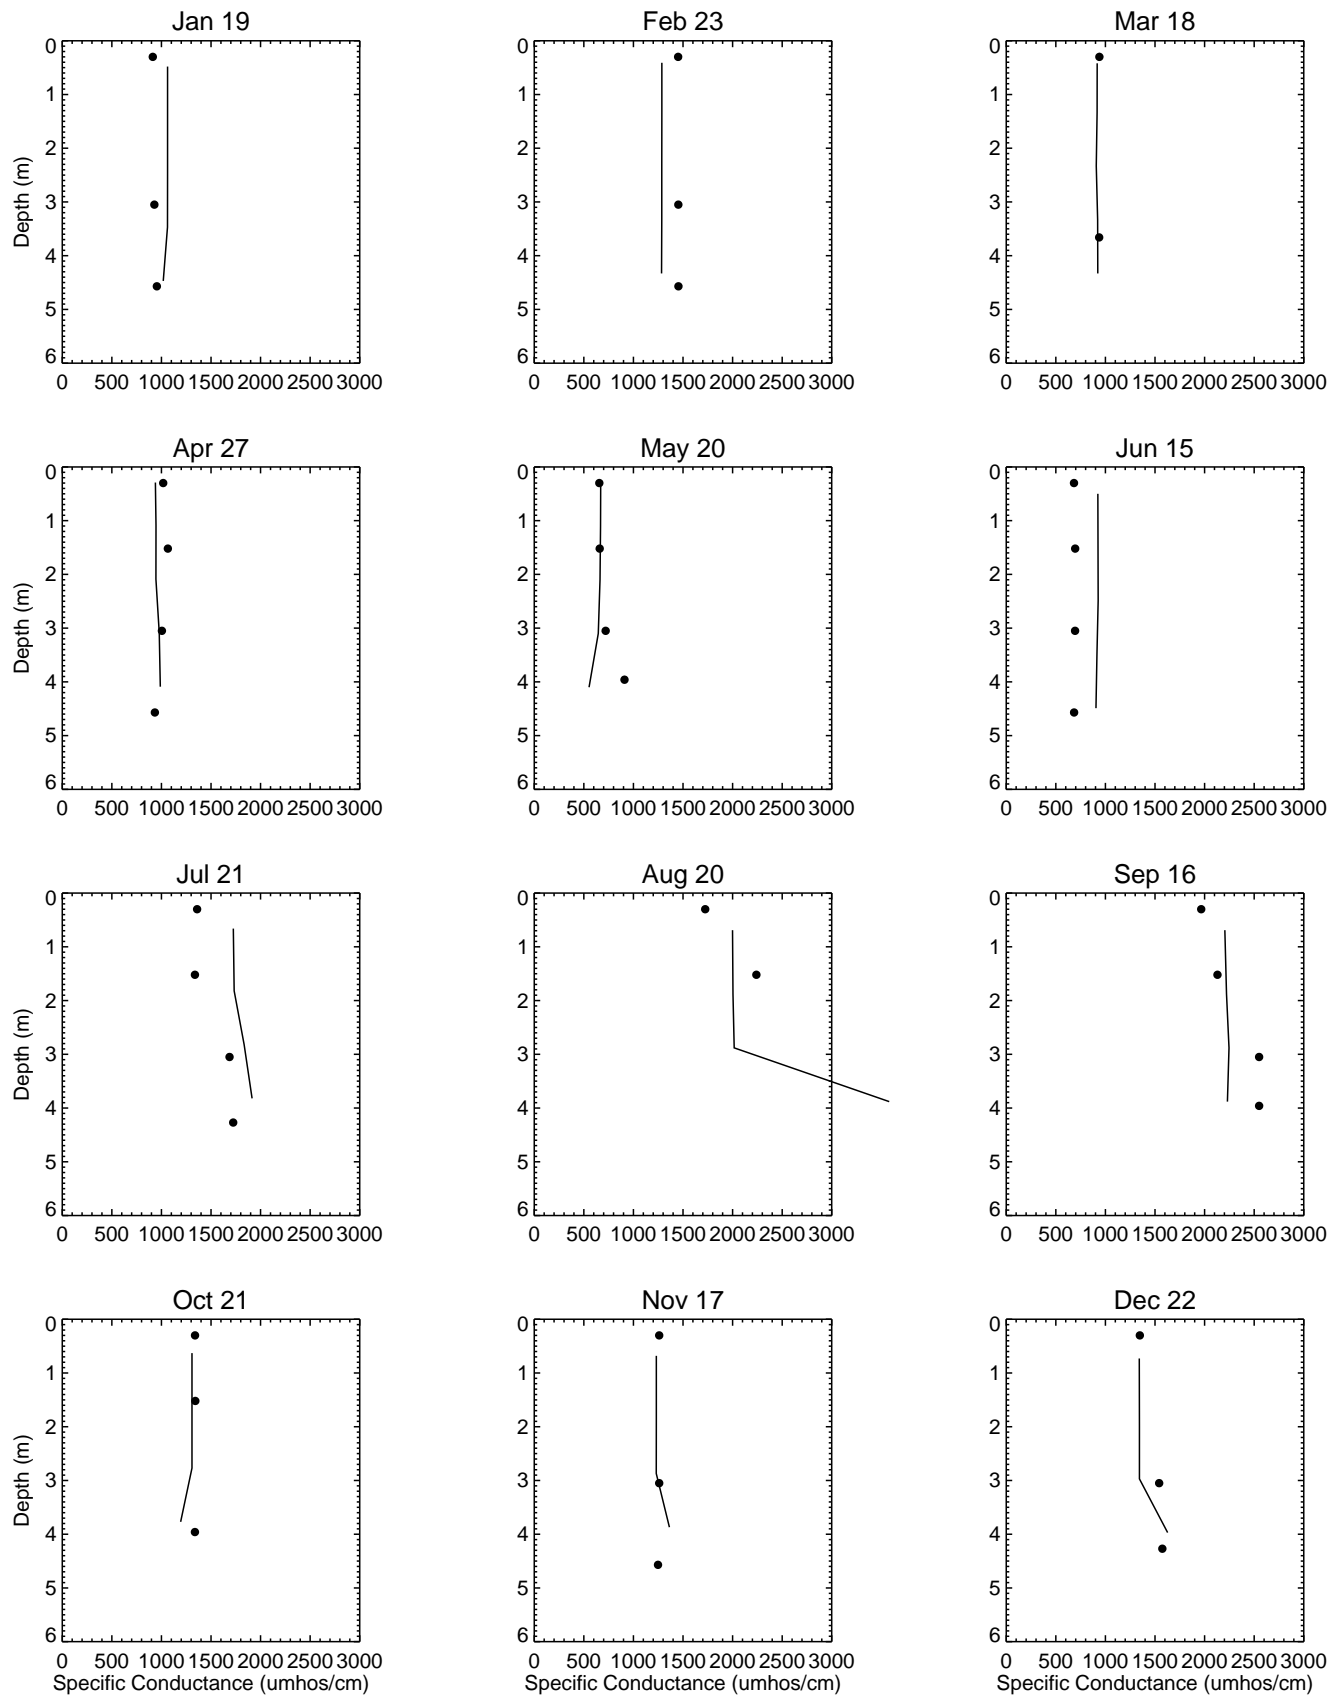 Jan 19 Feb 23 Mar 18
0 0 0
1 1 1
2 2 2
Depth (m)
3 3 3
4 4 4
5 5 5
6 6 6
0 500 1000 1500 2000 2500 3000 0 500 1000 1500 2000 2500 3000 0 500 1000 1500 2000 2500 3000
Apr 27 May 20 Jun 15
0 0 0
1 1 1
2 2 2
Depth (m)
3 3 3
4 4 4
5 5 5
6 6 6
0 500 1000 1500 2000 2500 3000 0 500 1000 1500 2000 2500 3000 0 500 1000 1500 2000 2500 3000
Jul 21 Aug 20 Sep 16
0 0 0
1 1 1
2 2 2
Depth (m)
3 3 3
4 4 4
5 5 5
6 6 6
0 500 1000 1500 2000 2500 3000 0 500 1000 1500 2000 2500 3000 0 500 1000 1500 2000 2500 3000
Oct 21 Nov 17 Dec 22
0 0 0
1 1 1
2 2 2
Depth (m)
3 3 3
4 4 4
5 5 5
6 6 6
0 500 1000 1500 2000 2500 3000 0 500 1000 1500 2000 2500 3000 0 500 1000 1500 2000 2500 3000
Specific Conductance (umhos/cm) Specific Conductance (umhos/cm) Specific Conductance (umhos/cm)